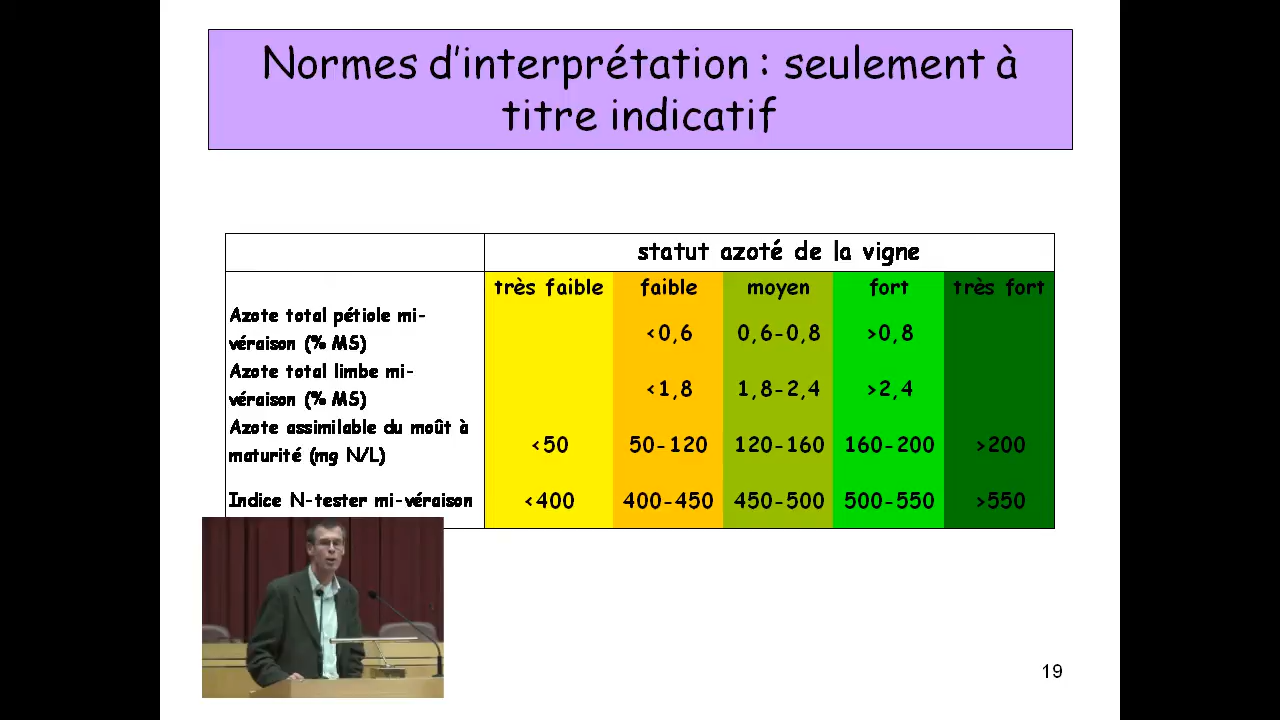 Normes d'interprétation : seulement à
titre indicatif
statut azoté de la vigne
très faible faible moyen fort très fort
Azote total pétiole mi-
véraison (% MS) <0,6 0,6-0,8 >0,8
Azote total limbe mi-
véraison (% MS) <1,8 1,8-2,4 >2,4
Azote assimilable du moût à
maturité (mg N/L) <50 50-120 120-160 160-200 >200
Indice N-tester mi-véraison <400 400-450 450-500 500-550 >550
19